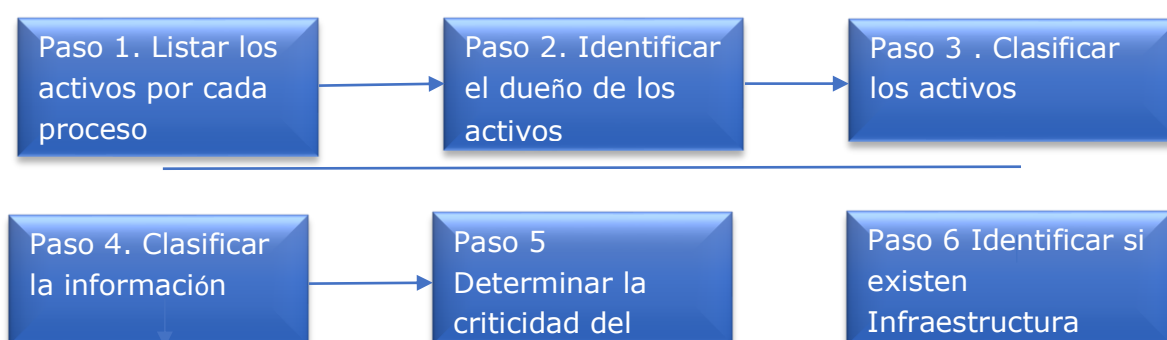 Paso 1. Listar los
activos por cada
proceso
Paso 2. Identificar
el dueño de los
activos
Paso 3 . Clasificar
los activos
Paso 4. Clasificar
la información
Paso 5
Determinar la
criticidad del
Paso 6 Identificar si
existen
Infraestructura